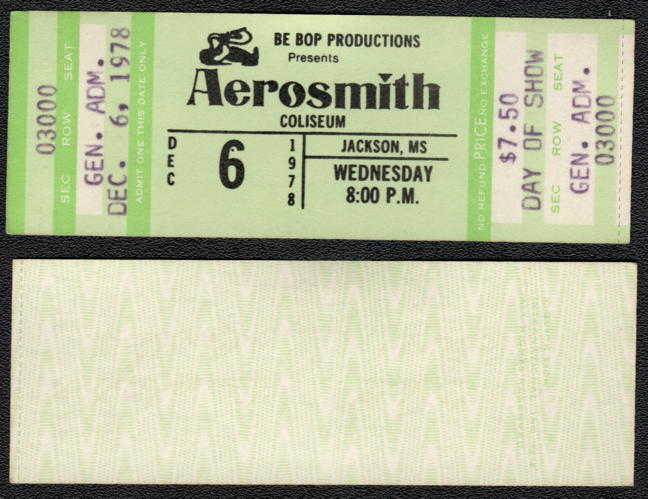 03000
SEC ROW SEAT
GEN. ADM.
DEC. 6, 1978
ADMIT ONE THIS DATE ONLY
BE BOP PRODUCTIONS
Presents
Aerosmith
COLISEUM
DEC
6
1978
JACKSON, MS
WEDNESDAY
8:00 P.M.
NO REFUND PRICE NO EXCHANGE
$7.50
DAY OF SHOW
SEC ROW SEAT
GEN. ADM.
03000